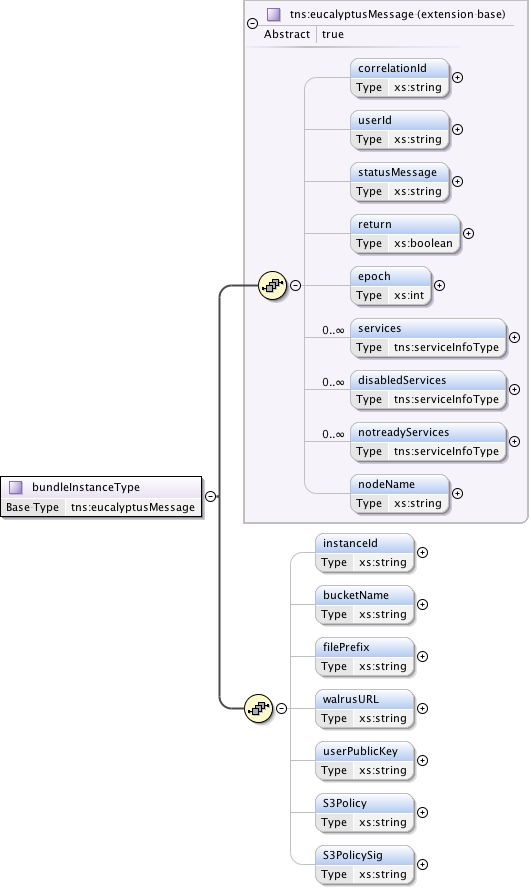 tns:eucalyptusMessage (extension base)
Abstract true
correlationId
Type xs:string
userId
Type xs:string
statusMessage
Type xs:string
return
Type xs:boolean
epoch
Type xs:int
0..∞ services
Type tns:serviceInfoType
0..∞ disabledServices
Type tns:serviceInfoType
0..∞ notreadyServices
Type tns:serviceInfoType
nodeName
Type xs:string
bundleInstanceType
Base Type tns:eucalyptusMessage
instanceId
Type xs:string
bucketName
Type xs:string
filePrefix
Type xs:string
walrusURL
Type xs:string
userPublicKey
Type xs:string
S3Policy
Type xs:string
S3PolicySig
Type xs:string